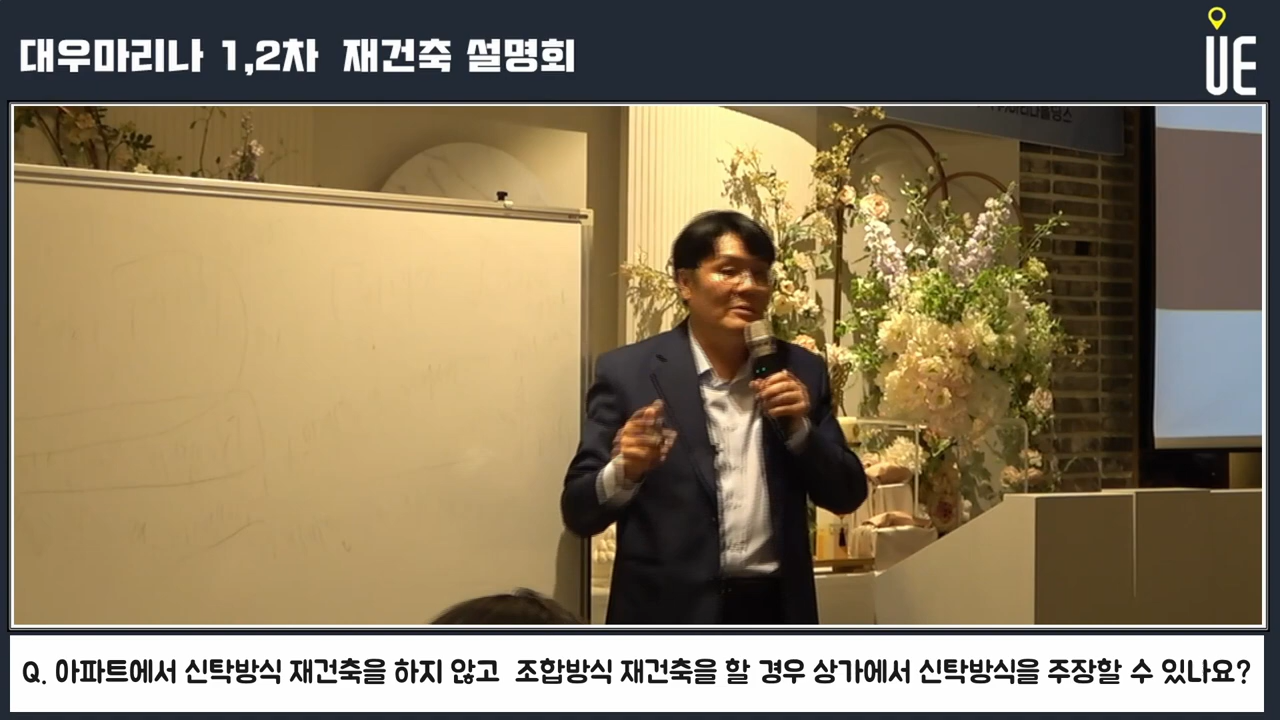 대우마리나 1,2차 재건축 설명회
UE
Q. 아파트에서 신탁방식 재건축을 하지 않고 조합방식 재건축을 할 경우 상가에서 신탁방식을 주장할 수 있나요?